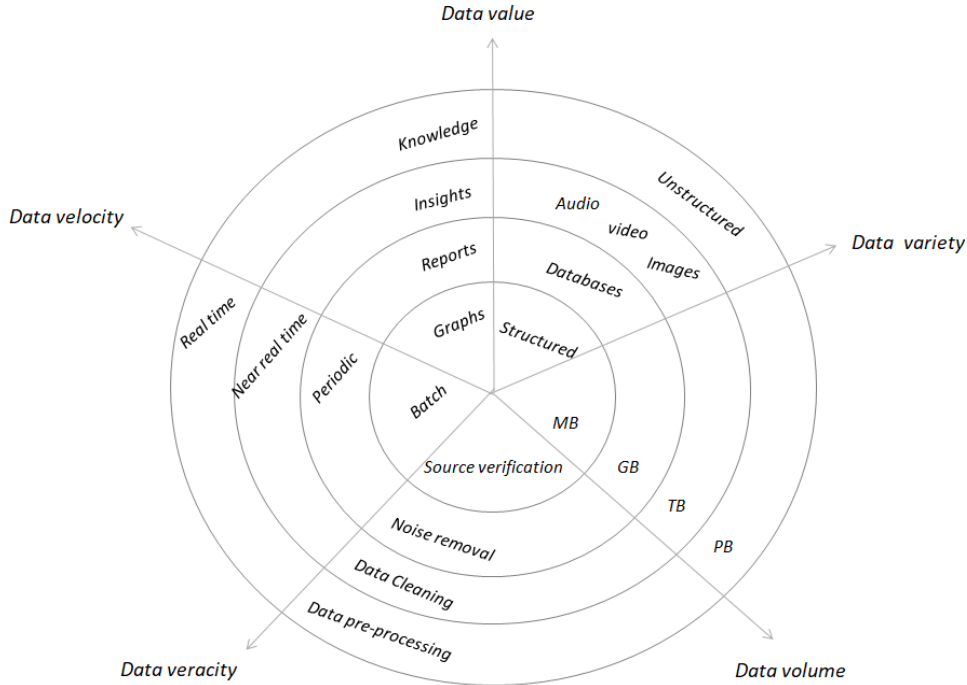 Data value
Knowledge
Unstructured
Insights
Audio
video
Images
Data velocity
Data variety
Reports
Databases
Graphs
Structured
Real time
Near real time
Periodic
Batch
MB
Source verification
GB
TB
Noise removal
PB
Data Cleaning
Data pre-processing
Data veracity
Data volume